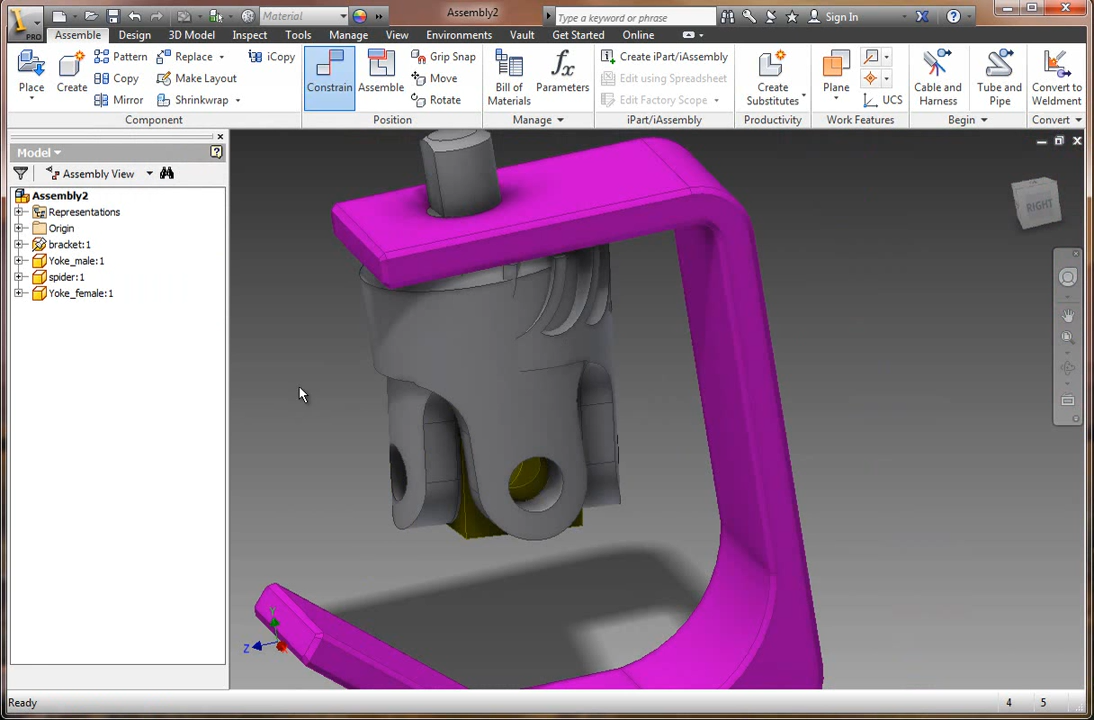 Material
Assembly2
Type a keyword or phrase
Sign In
PRO
Assemble Design 3D Model Inspect Tools Manage View Environments Vault Get Started Online
Place
Create
Pattern
Copy
Mirror
Replace
Make Layout
Shrinkwrap
iCopy
Component
Constrain
Assemble
Grip Snap
Move
Rotate
Position
Bill of
Materials
Parameters
Manage
Create iPart/iAssembly
Edit using Spreadsheet
Edit Factory Scope
iPart/iAssembly
Create
Substitutes
Productivity
Plane
UCS
Work Features
Cable and
Harness
Tube and
Pipe
Begin
Convert to
Weldment
Convert
Model
Assembly View
Assembly2
Representations
Origin
bracket:1
Yoke_male:1
spider:1
Yoke_female:1
RIGHT
Y
Z
Ready
4 5